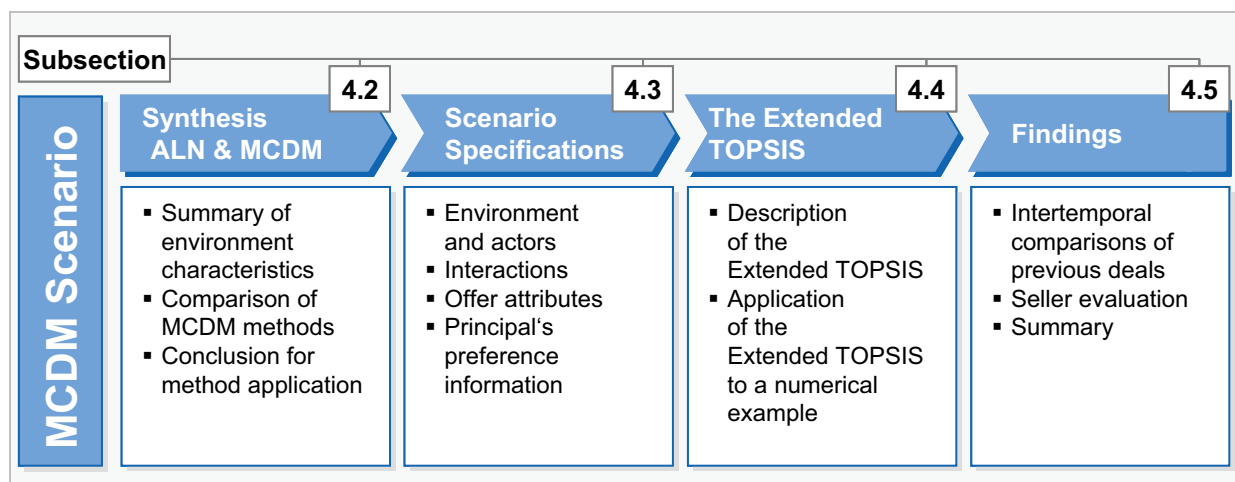 Subsection
4.2
4.3
4.4
4.5
MCDM Scenario
Synthesis
ALN & MCDM
▪ Summary of
environment
characteristics
▪ Comparison of
MCDM methods
▪ Conclusion for
method application
Scenario
Specifications
▪ Environment
and actors
▪ Interactions
▪ Offer attributes
▪ Principal‘s
preference
information
The Extended
TOPSIS
▪ Description
of the
Extended TOPSIS
▪ Application
of the
Extended TOPSIS
to a numerical
example
Findings
▪ Intertemporal
comparisons of
previous deals
▪ Seller evaluation
▪ Summary